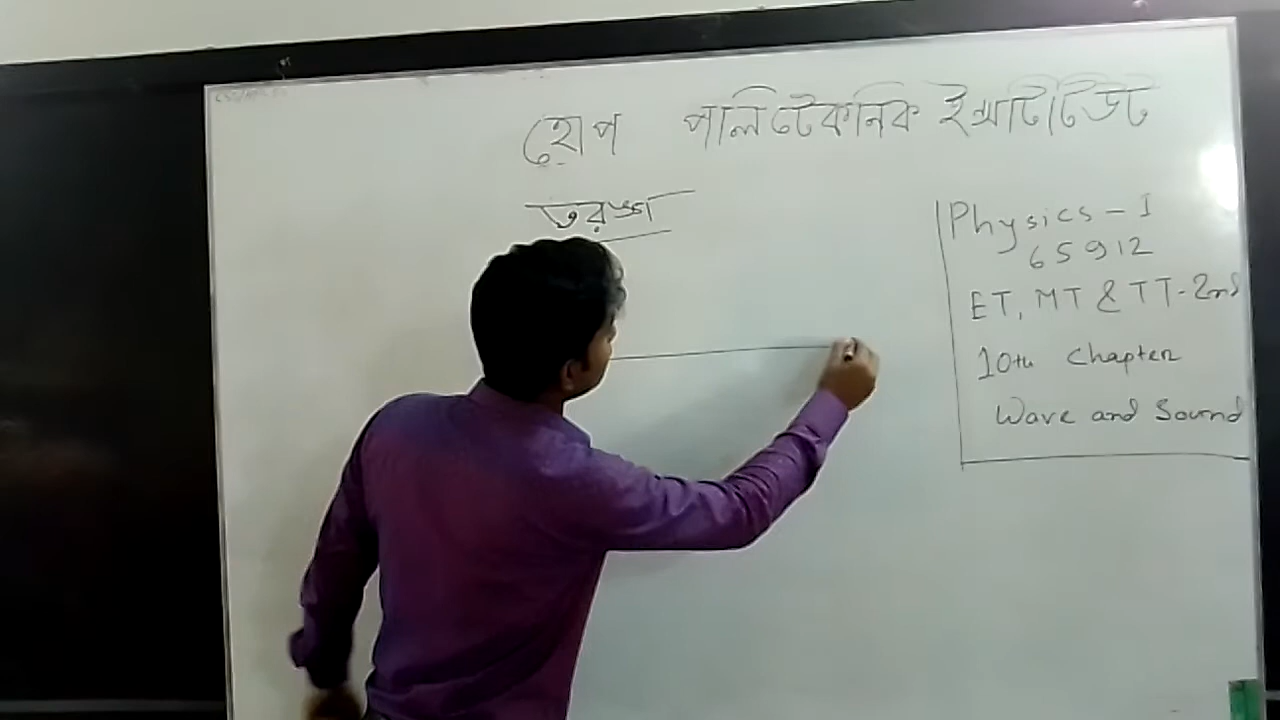 হোপ পলিটেকনিক ইন্সটিটিউট
তরঙ্গ
Physics - I
65912
ET, MT & TT - 2nd
10th Chapter
Wave and Sound